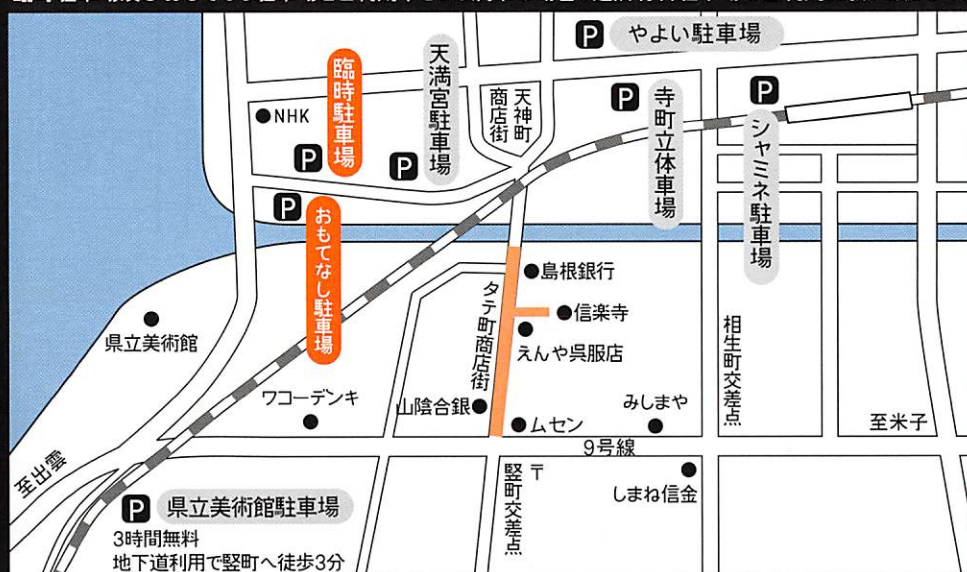 P やよい駐車場
臨時駐車場
天満宮駐車場
天神町
商店街
P 寺町立体車場
P シャミネ駐車場
NHK
P
P
P おもてなし駐車場
島根銀行
信楽寺
えんや呉服店
タテ町商店街
県立美術館
ワコーデンキ
山陰合銀
ムセン
みしまや
相生町交差点
至米子
9号線
至出雲
竪町交差点
〒
しまね信金
P 県立美術館駐車場
3時間無料
地下道利用で竪町へ徒歩3分